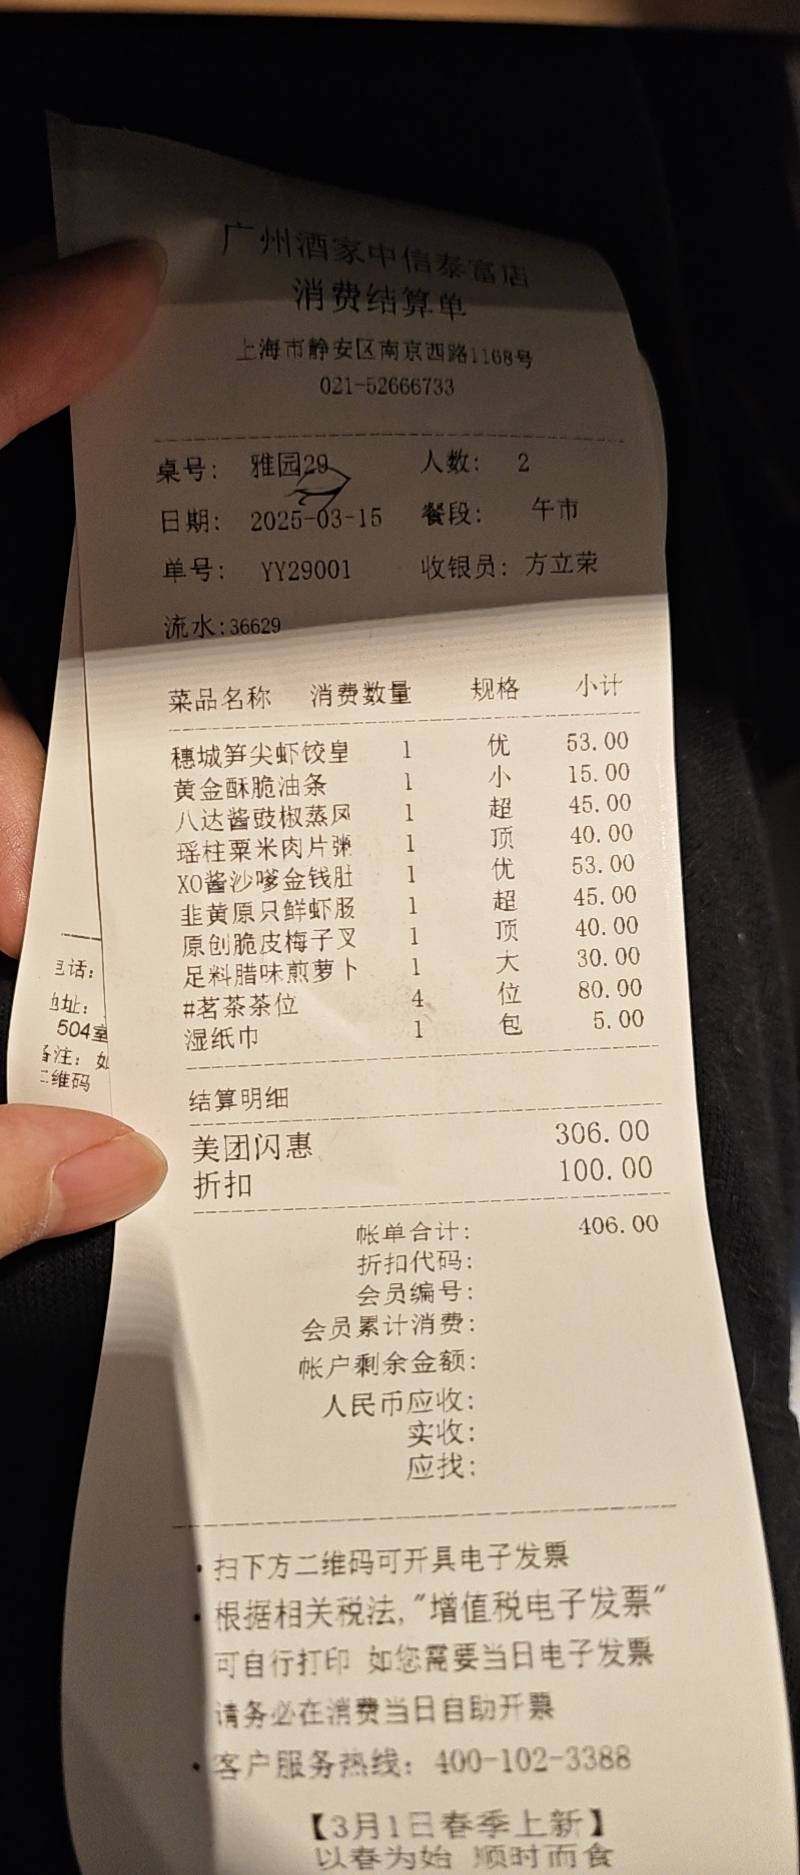 广州酒家中信泰富店
消费结算单
上海市静安区南京西路1168号
021-52666733
桌号: 雅园29 人数: 2
日期: 2025-03-15 餐段: 午市
单号: YY29001 收银员: 方立荣
流水:36629
菜品名称 消费数量 规格 小计
穗城笋尖虾饺皇 1 优 53.00
黄金酥脆油条 1 小 15.00
八达酱豉椒蒸凤 1 超 45.00
瑶柱粟米肉片粥 1 顶 40.00
XO酱沙嗲金钱肚 1 优 53.00
韭黄原只鲜虾肠 1 超 45.00
原创脆皮梅子叉 1 顶 40.00
足料腊味煎萝卜 1 大 30.00
#茗茶茶位 4 位 80.00
湿纸巾 1 包 5.00
结算明细
美团闪惠 306.00
折扣 100.00
帐单合计: 406.00
折扣代码:
会员编号:
会员累计消费:
帐户剩余金额:
人民币应收:
实收:
应找:
·扫下方二维码可开具电子发票
·根据相关税法,"增值税电子发票"
可自行打印 如您需要当日电子发票
请务必在消费当日自助开票
·客户服务热线: 400-102-3388
【3月1日春季上新】
以春为始 顺时而食
电话:
地址:
504室
备注: 如
二维码